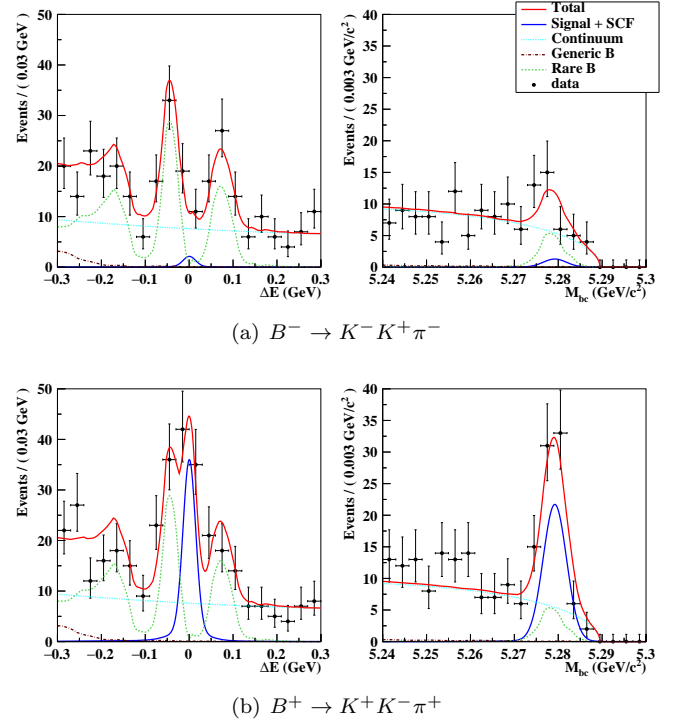 Events / ( 0.03 GeV)
50
40
30
20
10
0
−0.3 −0.2 −0.1 0 0.1 0.2 0.3
ΔE (GeV)
Events / ( 0.003 GeV/c²)
40
35
30
25
20
15
10
5
0
5.24 5.25 5.26 5.27 5.28 5.29 5.3
M_bc (GeV/c²)
Total
Signal + SCF
Continuum
Generic B
Rare B
data
(a) B⁻ → K⁻K⁺π⁻
Events / ( 0.03 GeV)
50
40
30
20
10
0
−0.3 −0.2 −0.1 0 0.1 0.2 0.3
ΔE (GeV)
Events / ( 0.003 GeV/c²)
40
35
30
25
20
15
10
5
0
5.24 5.25 5.26 5.27 5.28 5.29 5.3
M_bc (GeV/c²)
(b) B⁺ → K⁺K⁻π⁺